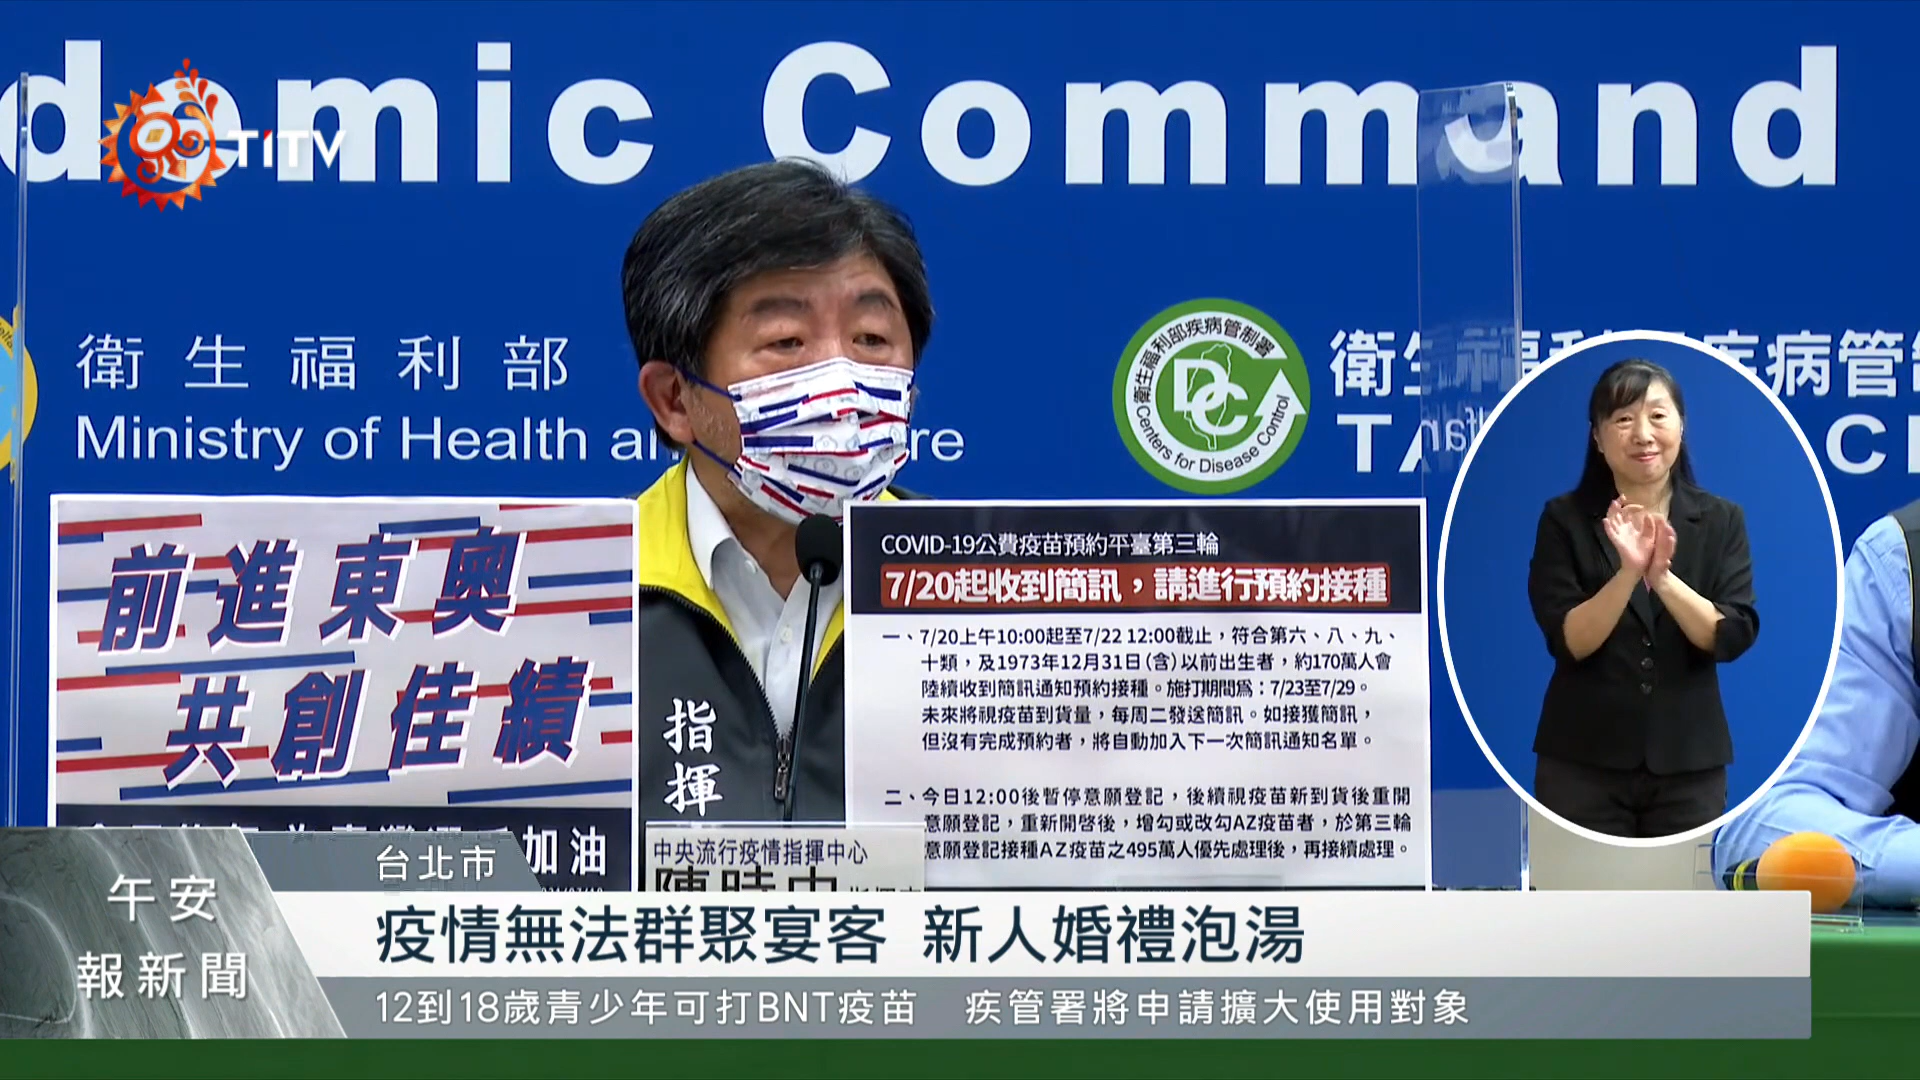 demic Command
TiTV
衛生福利部
Ministry of Health a
re
衛生福利部疾病管制署
DC
Centers for Disease Control
前進東奧
共創佳績
加油
指揮
中央流行疫情指揮中心
陳時中 指揮官
COVID-19公費疫苗預約平臺第三輪
7/20起收到簡訊，請進行預約接種
一、7/20上午10:00起至7/22 12:00截止，符合第六、八、九、
十類，及1973年12月31日(含)以前出生者，約170萬人會
陸續收到簡訊通知預約接種。施打期間為：7/23至7/29。
未來將視疫苗到貨量，每周二發送簡訊。如接獲簡訊，
但沒有完成預約者，將自動加入下一次簡訊通知名單。
二、今日12:00後暫停意願登記，後續視疫苗新到貨後重開
意願登記，重新開啓後，增勾或改勾AZ疫苗者，於第三輪
意願登記接種AZ疫苗之495萬人優先處理後，再接續處理。
台北市
午安
報新聞
疫情無法群聚宴客 新人婚禮泡湯
12到18歲青少年可打BNT疫苗 疾管署將申請擴大使用對象